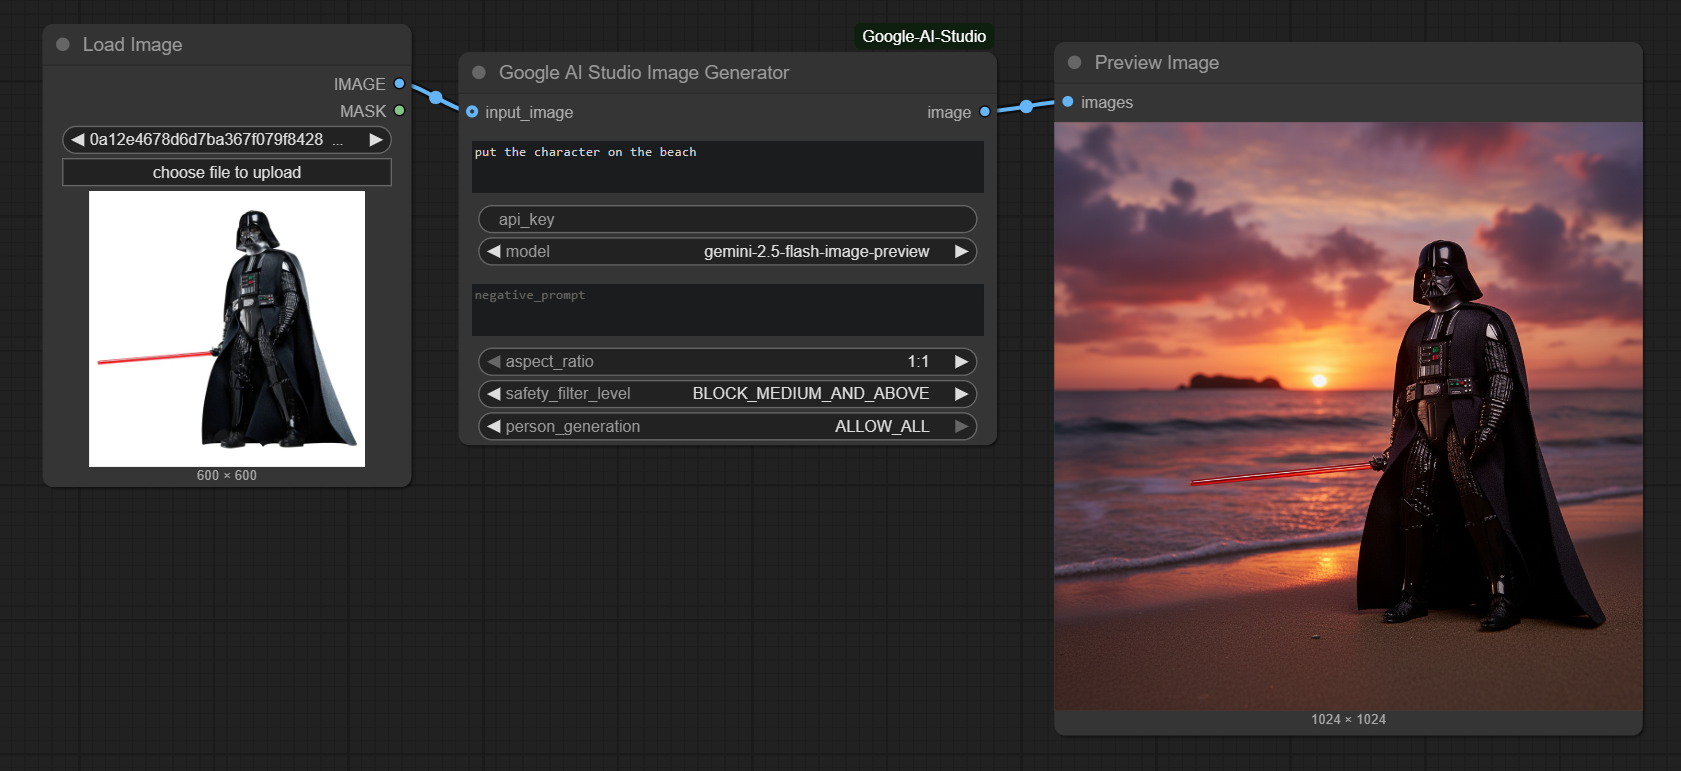 Load Image
IMAGE
MASK
0a12e4678d6d7ba367f079f8428 ...
choose file to upload
600 × 600
Google-AI-Studio
Google AI Studio Image Generator
input_image
image
put the character on the beach
api_key
model gemini-2.5-flash-image-preview
negative_prompt
aspect_ratio 1:1
safety_filter_level BLOCK_MEDIUM_AND_ABOVE
person_generation ALLOW_ALL
Preview Image
images
1024 × 1024